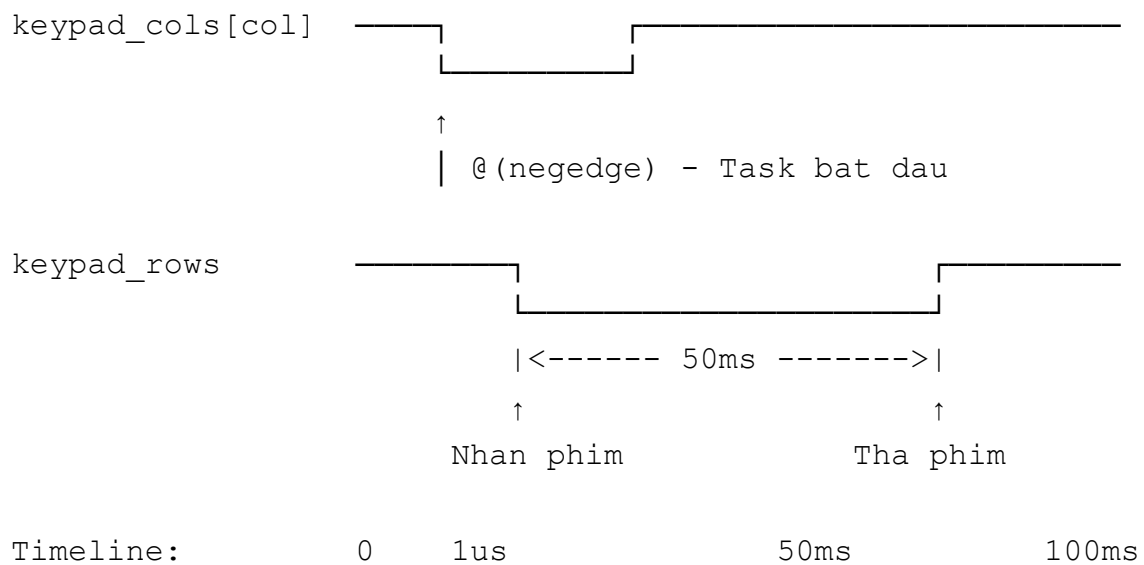 keypad_cols[col]
↑
| @(negedge) - Task bat dau
keypad_rows
|<------ 50ms ------->|
↑ ↑
Nhan phim Tha phim
Timeline: 0 1us 50ms 100ms